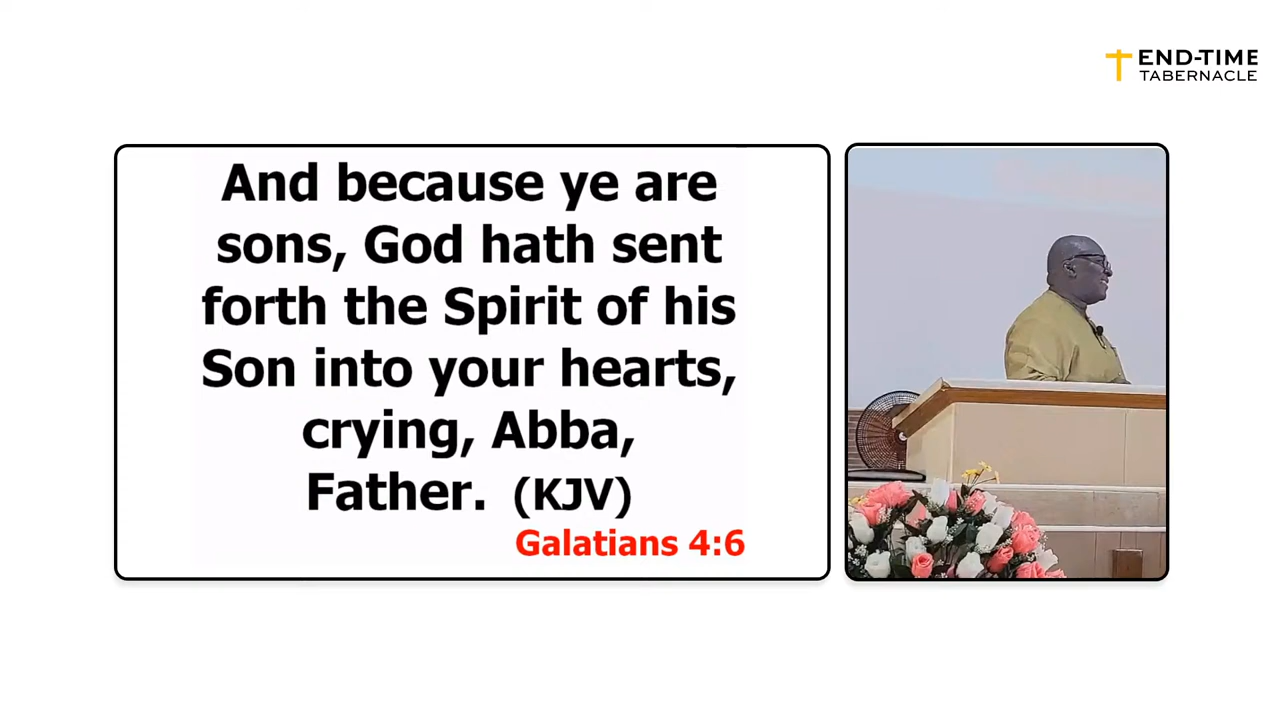 END-TIME
TABERNACLE
And because ye are
sons, God hath sent
forth the Spirit of his
Son into your hearts,
crying, Abba,
Father. (KJV)
Galatians 4:6